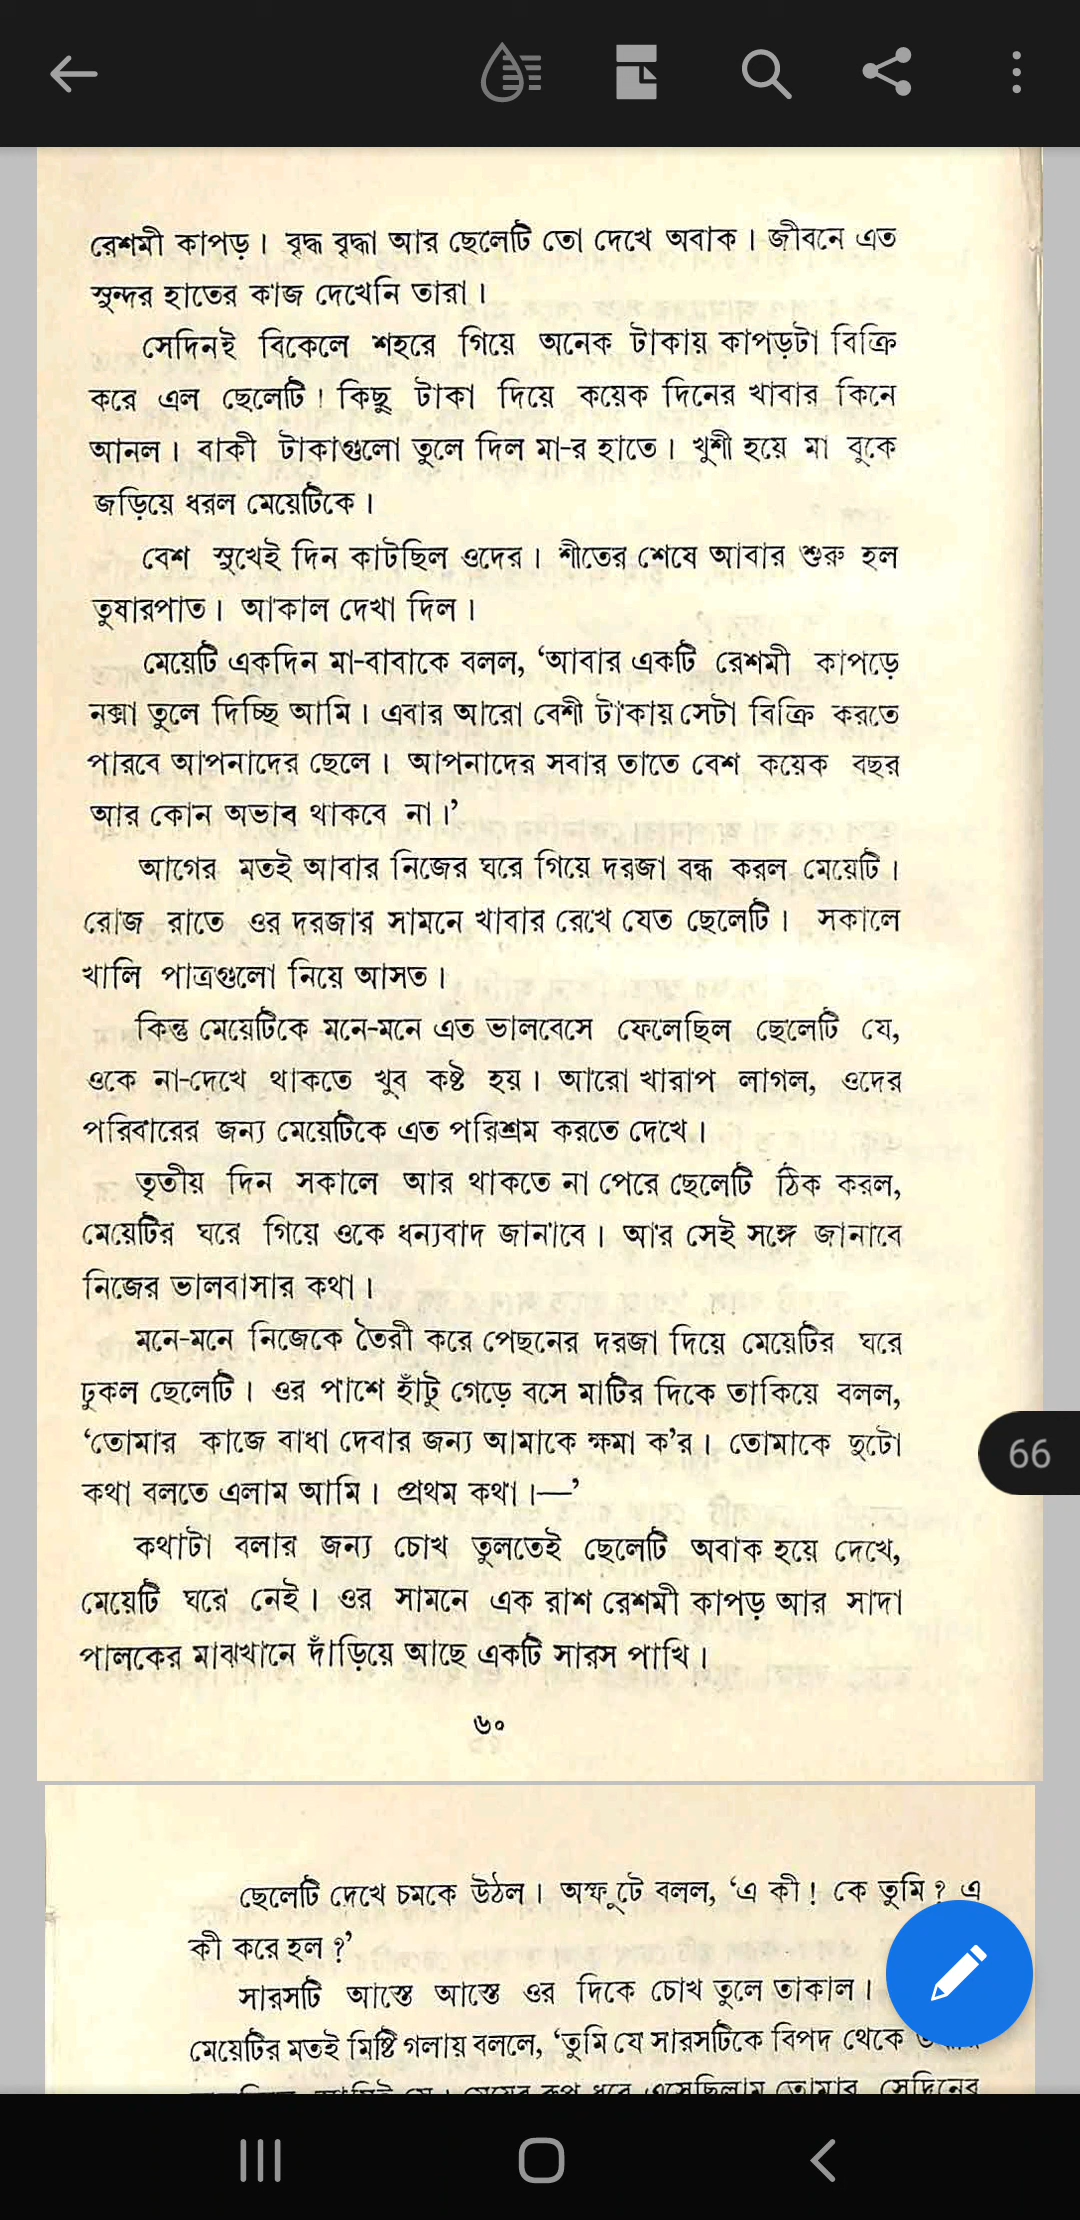 রেশমী কাপড়। বৃদ্ধ বৃদ্ধা আর ছেলেটি তো দেখে অবাক। জীবনে এত
সুন্দর হাতের কাজ দেখেনি তারা।
সেদিনই বিকেলে শহরে গিয়ে অনেক টাকায় কাপড়টা বিক্রি
করে এল ছেলেটি। কিছু টাকা দিয়ে কয়েক দিনের খাবার কিনে
আনল। বাকী টাকাগুলো তুলে দিল মা-র হাতে। খুশী হয়ে মা বুকে
জড়িয়ে ধরল মেয়েটিকে।
বেশ সুখেই দিন কাটছিল ওদের। শীতের শেষে আবার শুরু হল
তুষারপাত। আকাল দেখা দিল।
মেয়েটি একদিন মা-বাবাকে বলল, ‘আবার একটি রেশমী কাপড়ে
নক্সা তুলে দিচ্ছি আমি। এবার আরো বেশী টাকায় সেটা বিক্রি করতে
পারবে আপনাদের ছেলে। আপনাদের সবার তাতে বেশ কয়েক বছর
আর কোন অভাব থাকবে না।’
আগের মতই আবার নিজের ঘরে গিয়ে দরজা বন্ধ করল মেয়েটি।
রোজ রাতে ওর দরজার সামনে খাবার রেখে যেত ছেলেটি। সকালে
খালি পাত্রগুলো নিয়ে আসত।
কিন্তু মেয়েটিকে মনে-মনে এত ভালবেসে ফেলেছিল ছেলেটি যে,
ওকে না-দেখে থাকতে খুব কষ্ট হয়। আরো খারাপ লাগল, ওদের
পরিবারের জন্য মেয়েটিকে এত পরিশ্রম করতে দেখে।
তৃতীয় দিন সকালে আর থাকতে না পেরে ছেলেটি ঠিক করল,
মেয়েটির ঘরে গিয়ে ওকে ধন্যবাদ জানাবে। আর সেই সঙ্গে জানাবে
নিজের ভালবাসার কথা।
মনে-মনে নিজেকে তৈরী করে পেছনের দরজা দিয়ে মেয়েটির ঘরে
ঢুকল ছেলেটি। ওর পাশে হাঁটু গেড়ে বসে মাটির দিকে তাকিয়ে বলল,
‘তোমার কাজে বাধা দেবার জন্য আমাকে ক্ষমা ক’র। তোমাকে দুটো
কথা বলতে এলাম আমি। প্রথম কথা।—’
কথাটা বলার জন্য চোখ তুলতেই ছেলেটি অবাক হয়ে দেখে,
মেয়েটি ঘরে নেই। ওর সামনে এক রাশ রেশমী কাপড় আর সাদা
পালকের মাঝখানে দাঁড়িয়ে আছে একটি সারস পাখি।
৬০
66
ছেলেটি দেখে চমকে উঠল। অস্ফুটে বলল, ‘এ কী! কে তুমি? এ
কী করে হল?’
সারসটি আস্তে আস্তে ওর দিকে চোখ তুলে তাকাল।
মেয়েটির মতই মিষ্টি গলায় বললে, ‘তুমি যে সারসটিকে বিপদ থেকে
ধরে এসেছিলাম তোমার সেদিনের